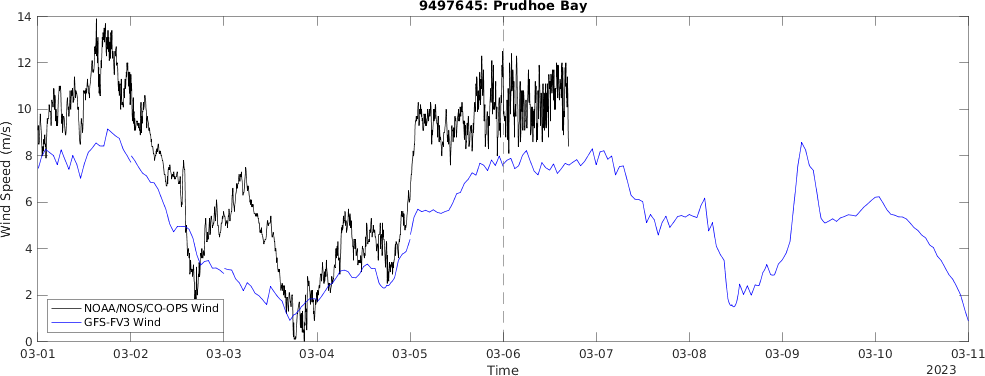 9497645: Prudhoe Bay
14
12
10
8
6
4
2
0
Wind Speed (m/s)
NOAA/NOS/CO-OPS Wind
GFS-FV3 Wind
03-01 03-02 03-03 03-04 03-05 03-06 03-07 03-08 03-09 03-10 03-11
Time
2023